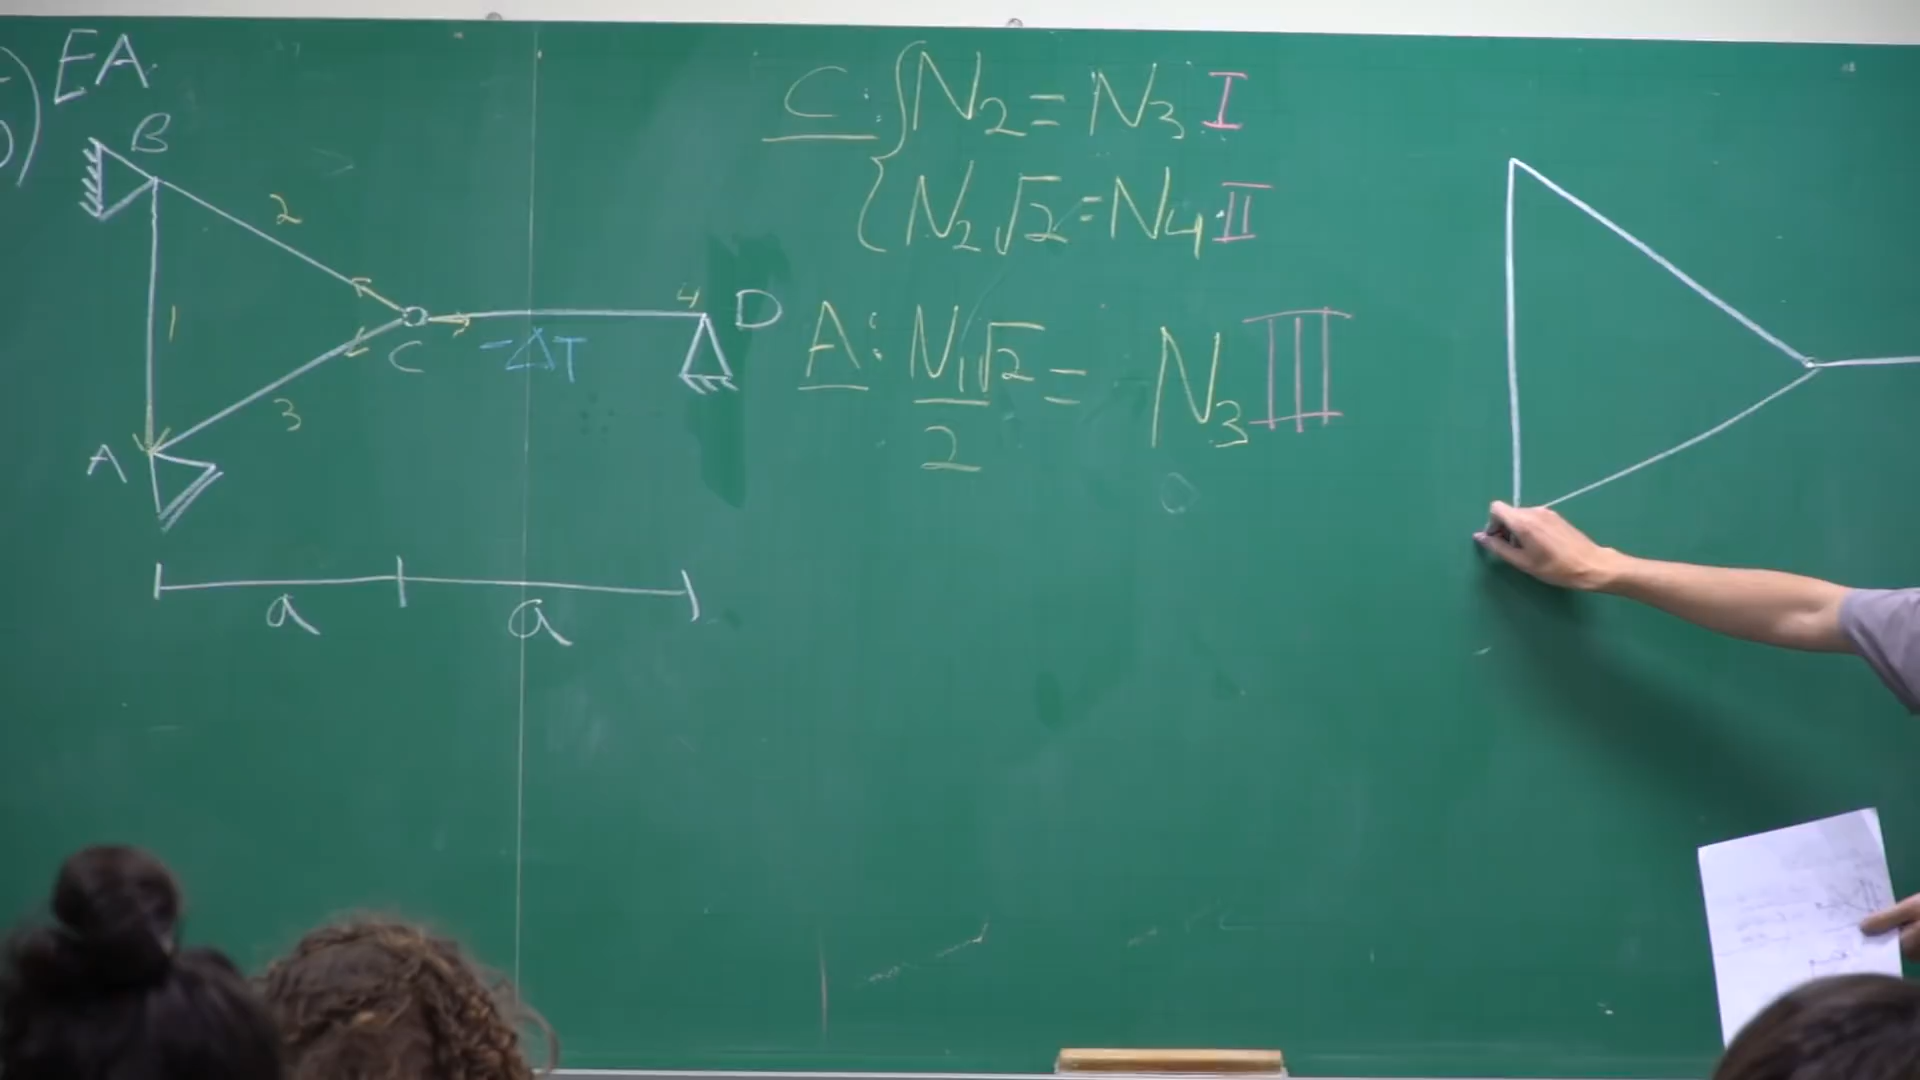 EA
B
2
1
C
4
D
-ΔT
3
A
a a
C: { N₂ = N₃ I
N₂√2 = N₄ II
A: N₁√2/2 = N₃ III